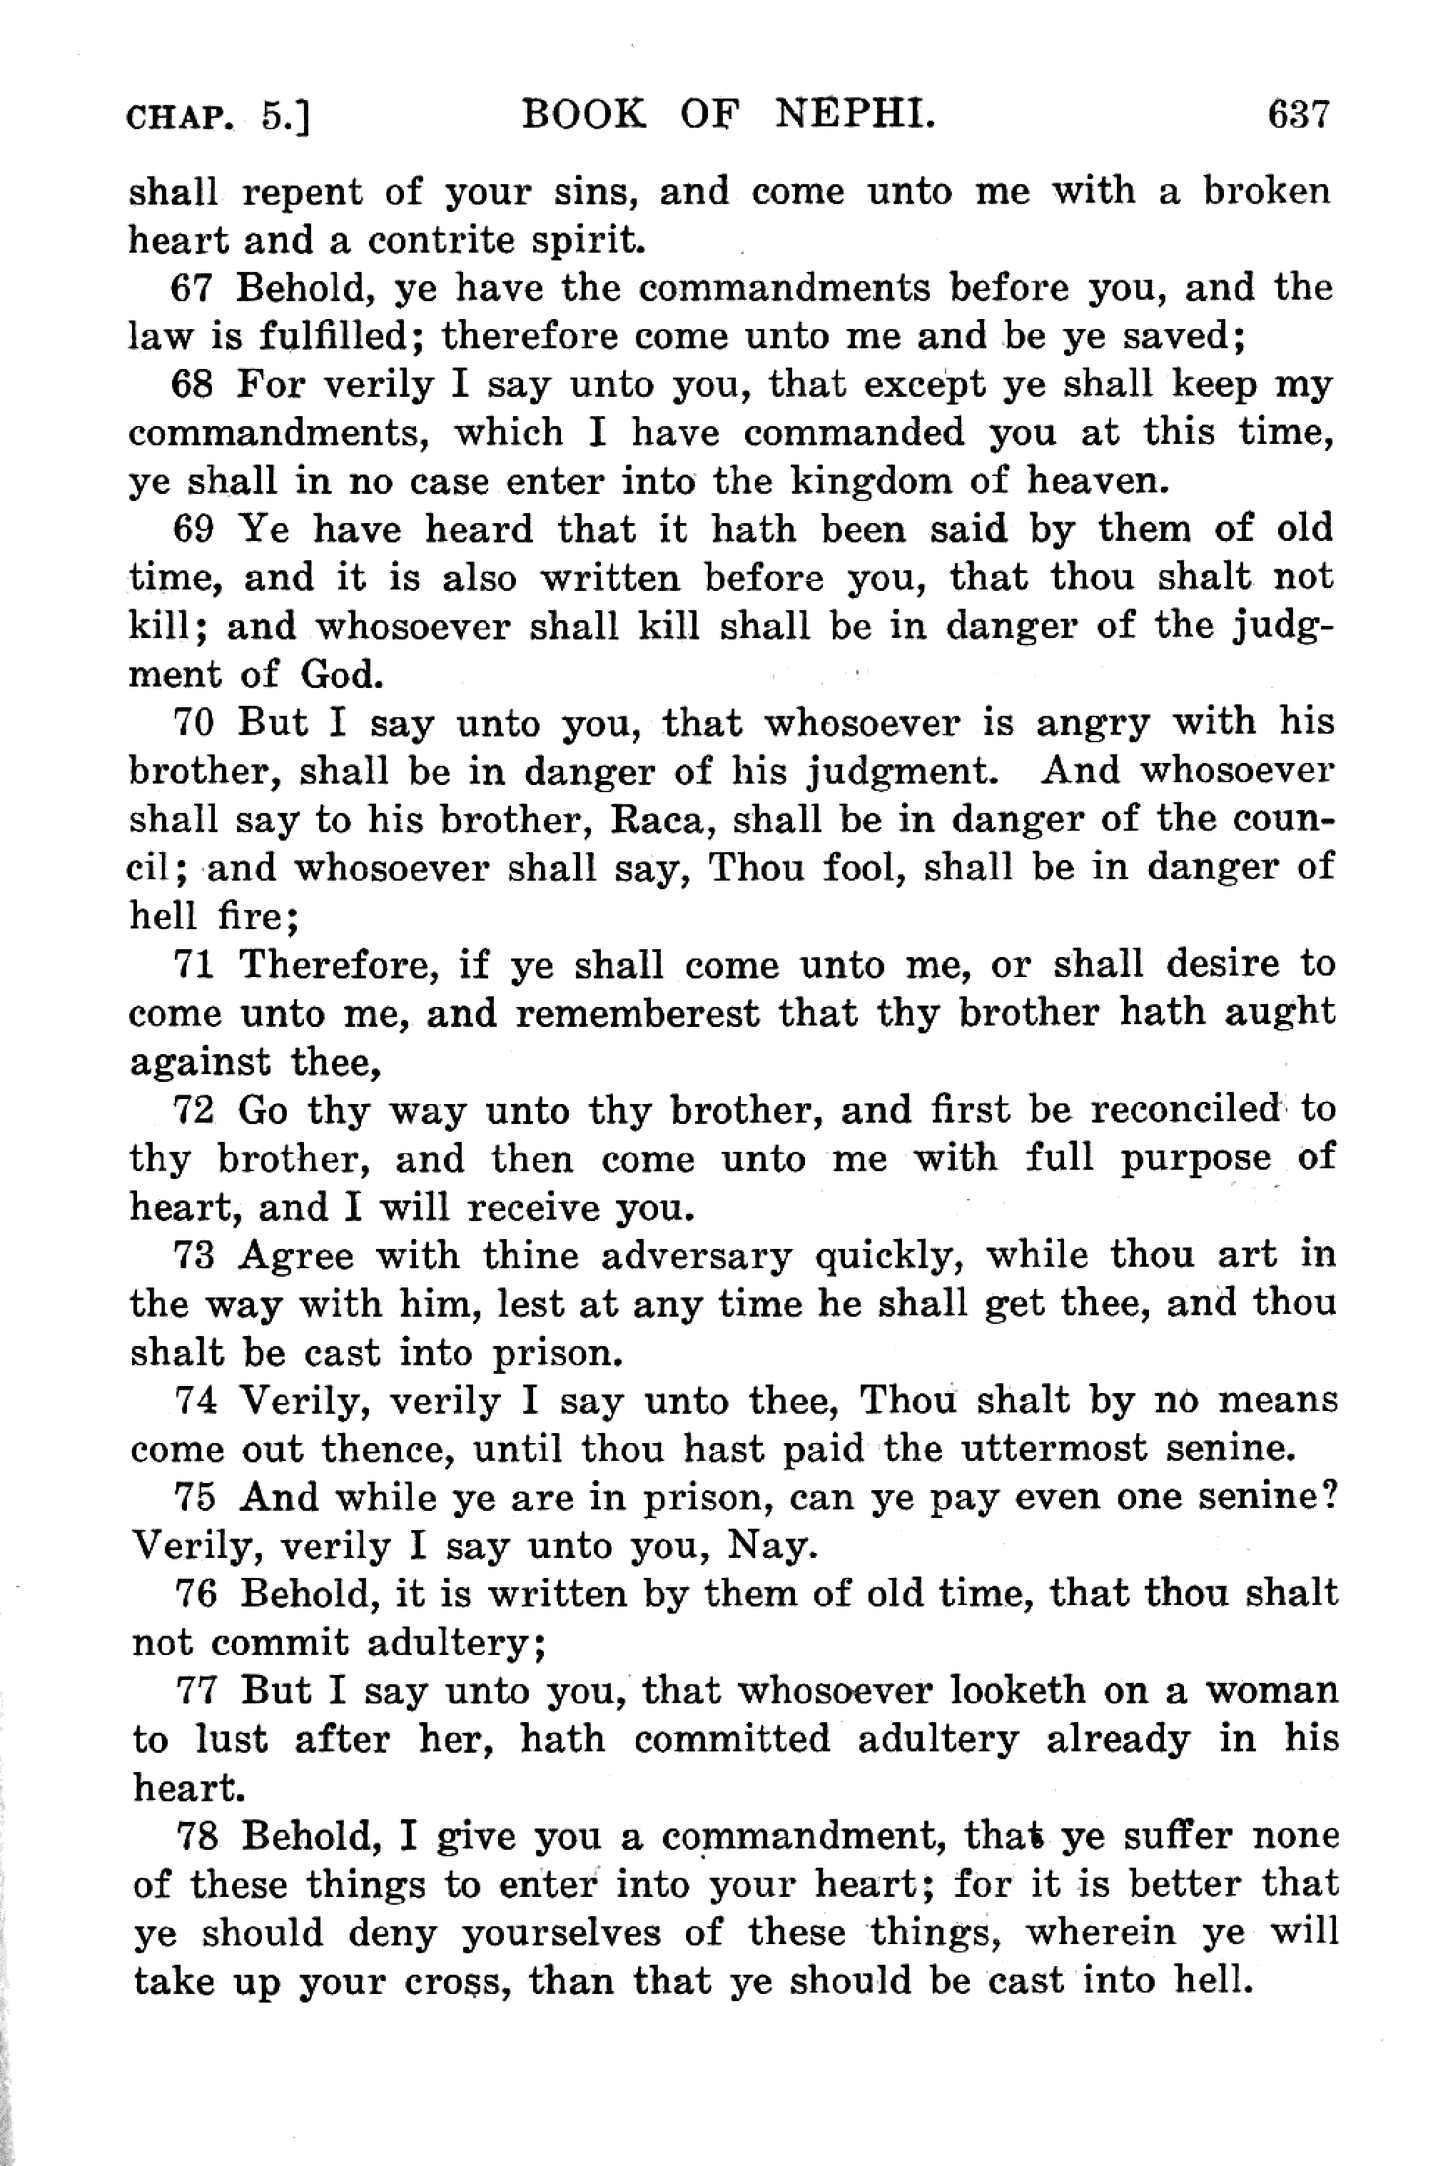 CHAP. 5.] BOOK OF NEPHI. 637
shall repent of your sins, and come unto me with a broken
heart and a contrite spirit.
67 Behold, ye have the commandments before you, and the
law is fulfilled; therefore come unto me and be ye saved;
68 For verily I say unto you, that except ye shall keep my
commandments, which I have commanded you at this time,
ye shall in no case enter into the kingdom of heaven.
69 Ye have heard that it hath been said by them of old
time, and it is also written before you, that thou shalt not
kill; and whosoever shall kill shall be in danger of the judg-
ment of God.
70 But I say unto you, that whosoever is angry with his
brother, shall be in danger of his judgment. And whosoever
shall say to his brother, Raca, shall be in danger of the coun-
cil; and whosoever shall say, Thou fool, shall be in danger of
hell fire;
71 Therefore, if ye shall come unto me, or shall desire to
come unto me, and rememberest that thy brother hath aught
against thee,
72 Go thy way unto thy brother, and first be reconciled to
thy brother, and then come unto me with full purpose of
heart, and I will receive you.
73 Agree with thine adversary quickly, while thou art in
the way with him, lest at any time he shall get thee, and thou
shalt be cast into prison.
74 Verily, verily I say unto thee, Thou shalt by no means
come out thence, until thou hast paid the uttermost senine.
75 And while ye are in prison, can ye pay even one senine?
Verily, verily I say unto you, Nay.
76 Behold, it is written by them of old time, that thou shalt
not commit adultery;
77 But I say unto you, that whosoever looketh on a woman
to lust after her, hath committed adultery already in his
heart.
78 Behold, I give you a commandment, that ye suffer none
of these things to enter into your heart; for it is better that
ye should deny yourselves of these things, wherein ye will
take up your cross, than that ye should be cast into hell.